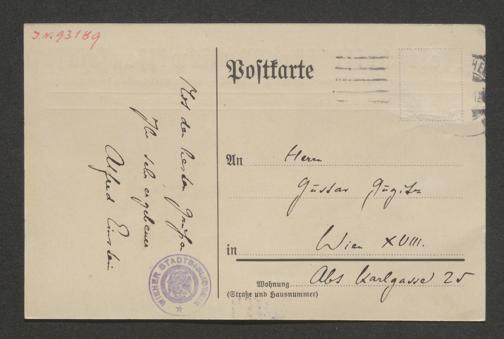 J.N. 93189
Mit den besten Grüßen
Ihr sehr ergebener
Alfred Einstein
WIENER STADTBIBLIOTHEK
Postkarte
An Herrn
Gustav Gugitz
in Wien XVIII.
Wohnung
(Straße und Hausnummer)
Abt Karlgasse 25